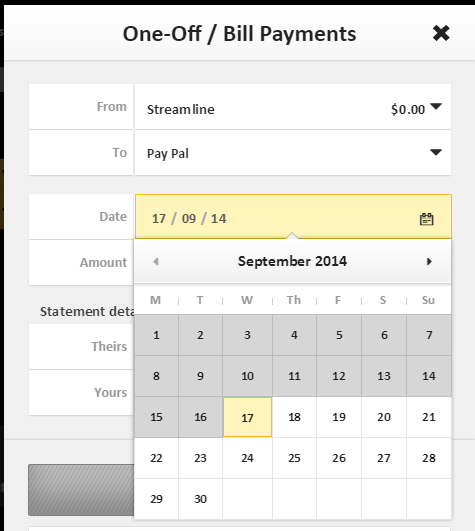 One-Off / Bill Payments
From Streamline $0.00
To Pay Pal
Date 17 / 09 / 14
Amount
September 2014
M T W Th F S Su
1 2 3 4 5 6 7
Statement deta
8 9 10 11 12 13 14
Theirs
15 16 17 18 19 20 21
Yours
22 23 24 25 26 27 28
29 30